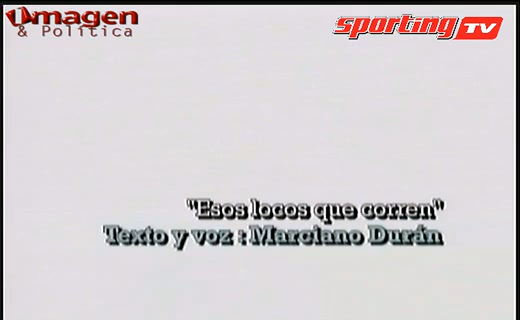 Imagen
& Política
sporting TV
"Esos locos que corren"
Texto y voz : Marciano Durán